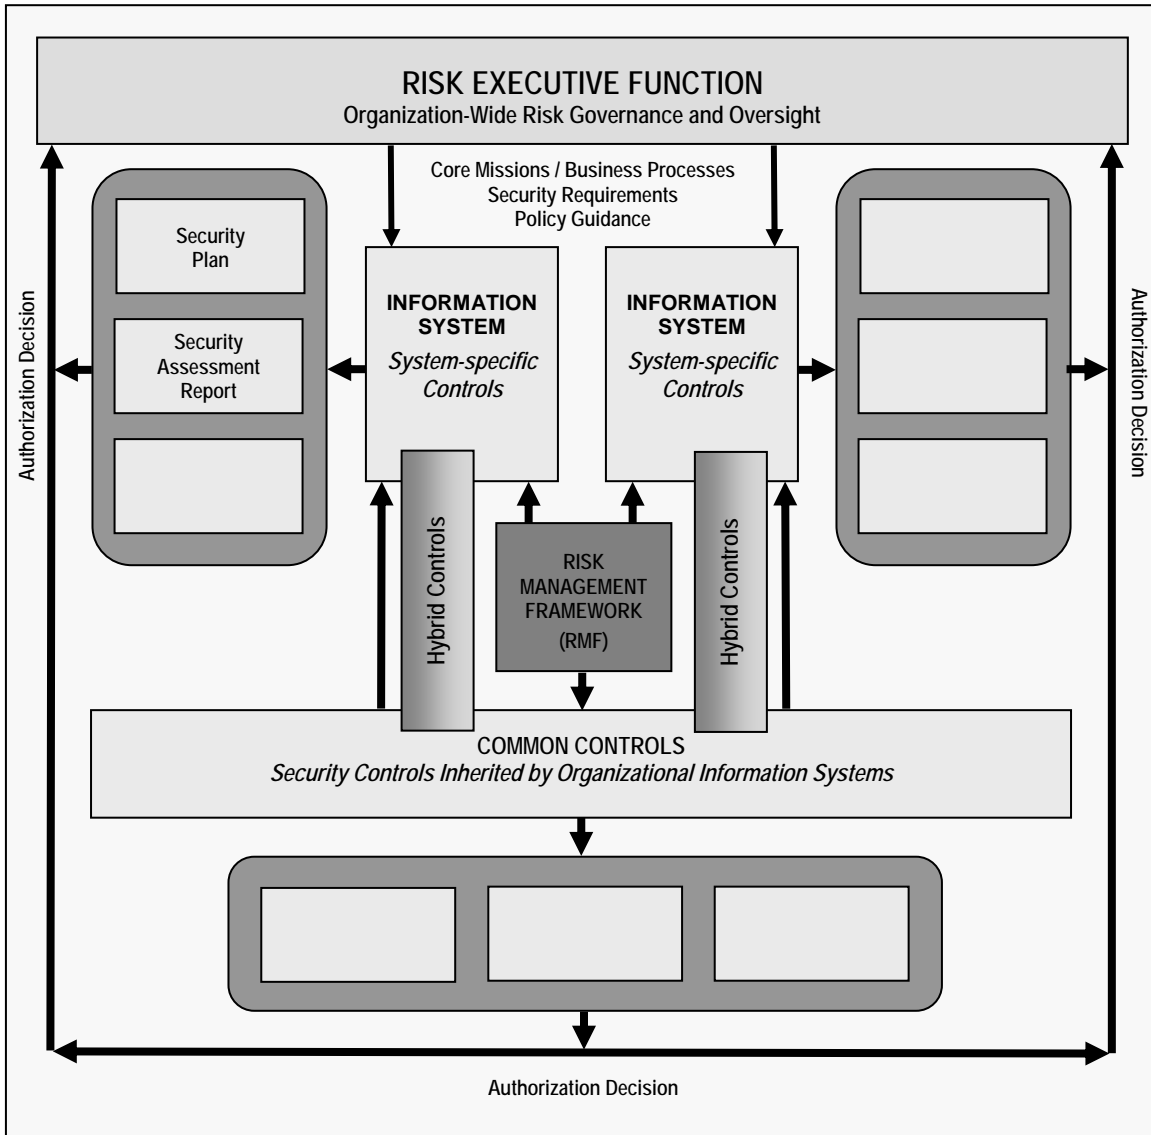 RISK EXECUTIVE FUNCTION
Organization-Wide Risk Governance and Oversight
Core Missions / Business Processes
Security Requirements
Policy Guidance
Authorization Decision
Security
Plan
Security
Assessment
Report
INFORMATION
SYSTEM
System-specific
Controls
INFORMATION
SYSTEM
System-specific
Controls
Authorization Decision
Hybrid Controls
RISK
MANAGEMENT
FRAMEWORK
(RMF)
Hybrid Controls
COMMON CONTROLS
Security Controls Inherited by Organizational Information Systems
Authorization Decision